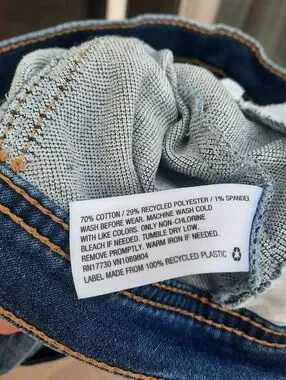 70% COTTON / 29% RECYCLED POLYESTER / 1% SPANDEX
WASH BEFORE WEAR. MACHINE WASH COLD
WITH LIKE COLORS. ONLY NON-CHLORINE
BLEACH IF NEEDED. TUMBLE DRY LOW.
REMOVE PROMPTLY. WARM IRON IF NEEDED.
RN17730 VN1069804
LABEL MADE FROM 100% RECYCLED PLASTIC